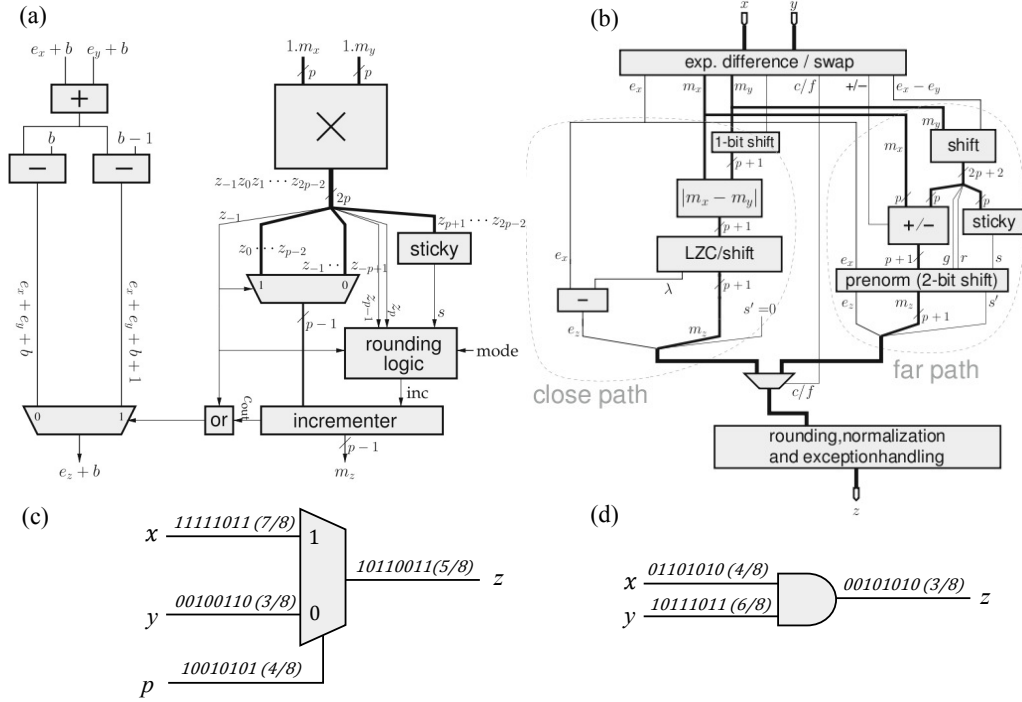 (a)
e_x + b
e_y + b
1.m_x
1.m_y
p
p
+
×
b
b−1
−
−
z_{−1}z_0z_1 ⋯ z_{2p−2}
2p
z_{−1}
z_{p+1} ⋯ z_{2p−2}
z_0 ⋯ z_{p−2}
sticky
z_{−1} ⋯ z_{−p+1}
1
0
e_x + e_y + b
e_x + e_y + b + 1
p−1
z_{p−1}
z_p
s
rounding
logic
mode
inc
0
1
or
c_out
incrementer
p−1
e_z + b
m_z
(b)
x
y
exp. difference / swap
e_x
m_x
m_y
c/f
+/−
e_x − e_y
1-bit shift
m_y
shift
m_x
p+1
2p+2
|m_x − m_y|
p
p
p
+/−
sticky
p+1
LZC/shift
e_x
e_x
p+1
g
r
s
λ
p+1
prenorm (2-bit shift)
−
s′ =0
e_z
m_z
s′
e_z
m_z
p+1
close path
far path
c/f
rounding,normalization
and exceptionhandling
z
(c)
x
11111011 (7/8)
1
10110011(5/8)
z
y
00100110 (3/8)
0
p
10010101 (4/8)
(d)
x
01101010 (4/8)
00101010 (3/8)
z
y
10111011 (6/8)